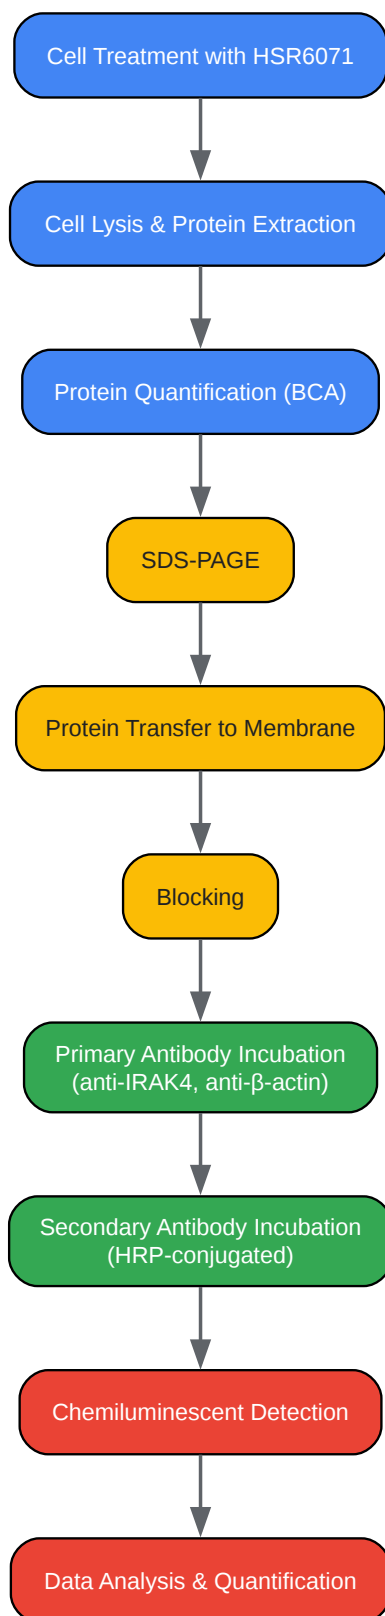 Cell Treatment with HSR6071
Cell Lysis & Protein Extraction
Protein Quantification (BCA)
SDS-PAGE
Protein Transfer to Membrane
Blocking
Primary Antibody Incubation
(anti-IRAK4, anti-β-actin)
Secondary Antibody Incubation
(HRP-conjugated)
Chemiluminescent Detection
Data Analysis & Quantification